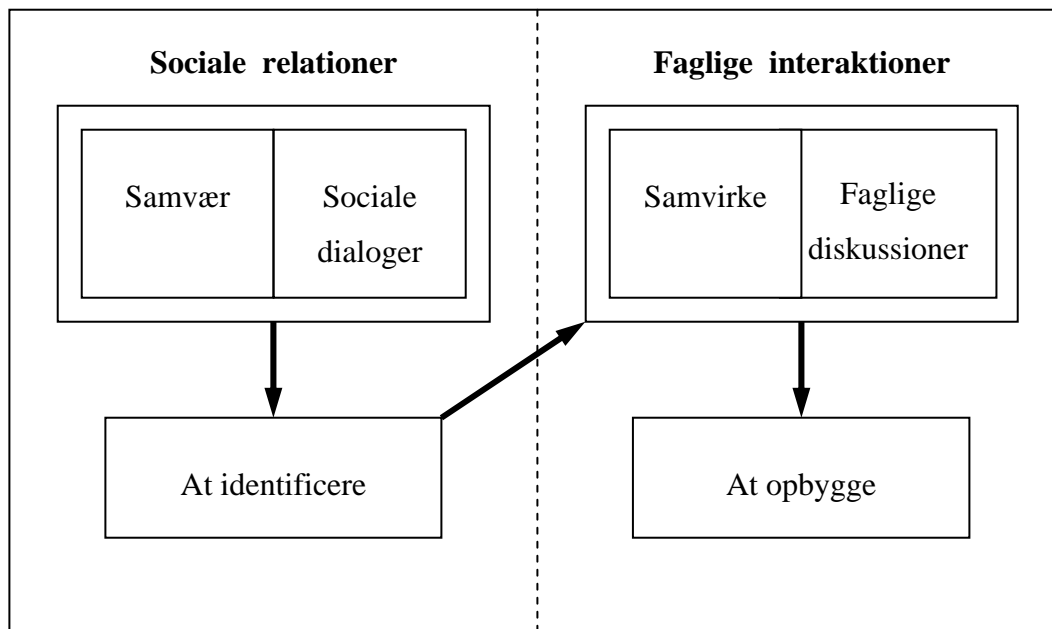 Sociale relationer
Faglige interaktioner
Samvær
Sociale
dialoger
Samvirke
Faglige
diskussioner
At identificere
At opbygge